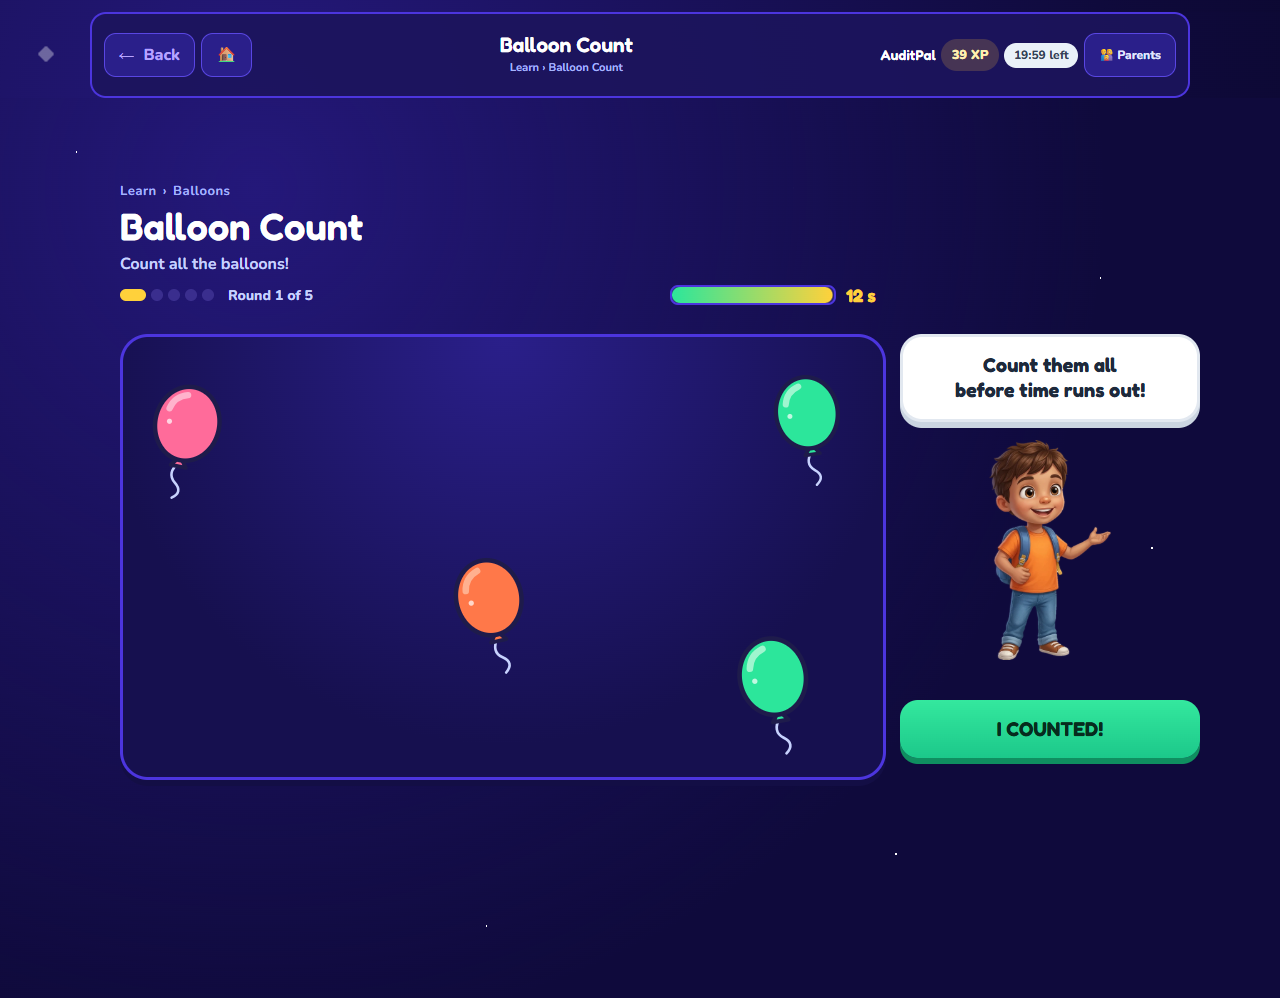 ← Back
Balloon Count
Learn › Balloon Count
AuditPal
39 XP
19:59 left
Parents
Learn › Balloons
Balloon Count
Count all the balloons!
Round 1 of 5
12 s
Count them all
before time runs out!
I COUNTED!